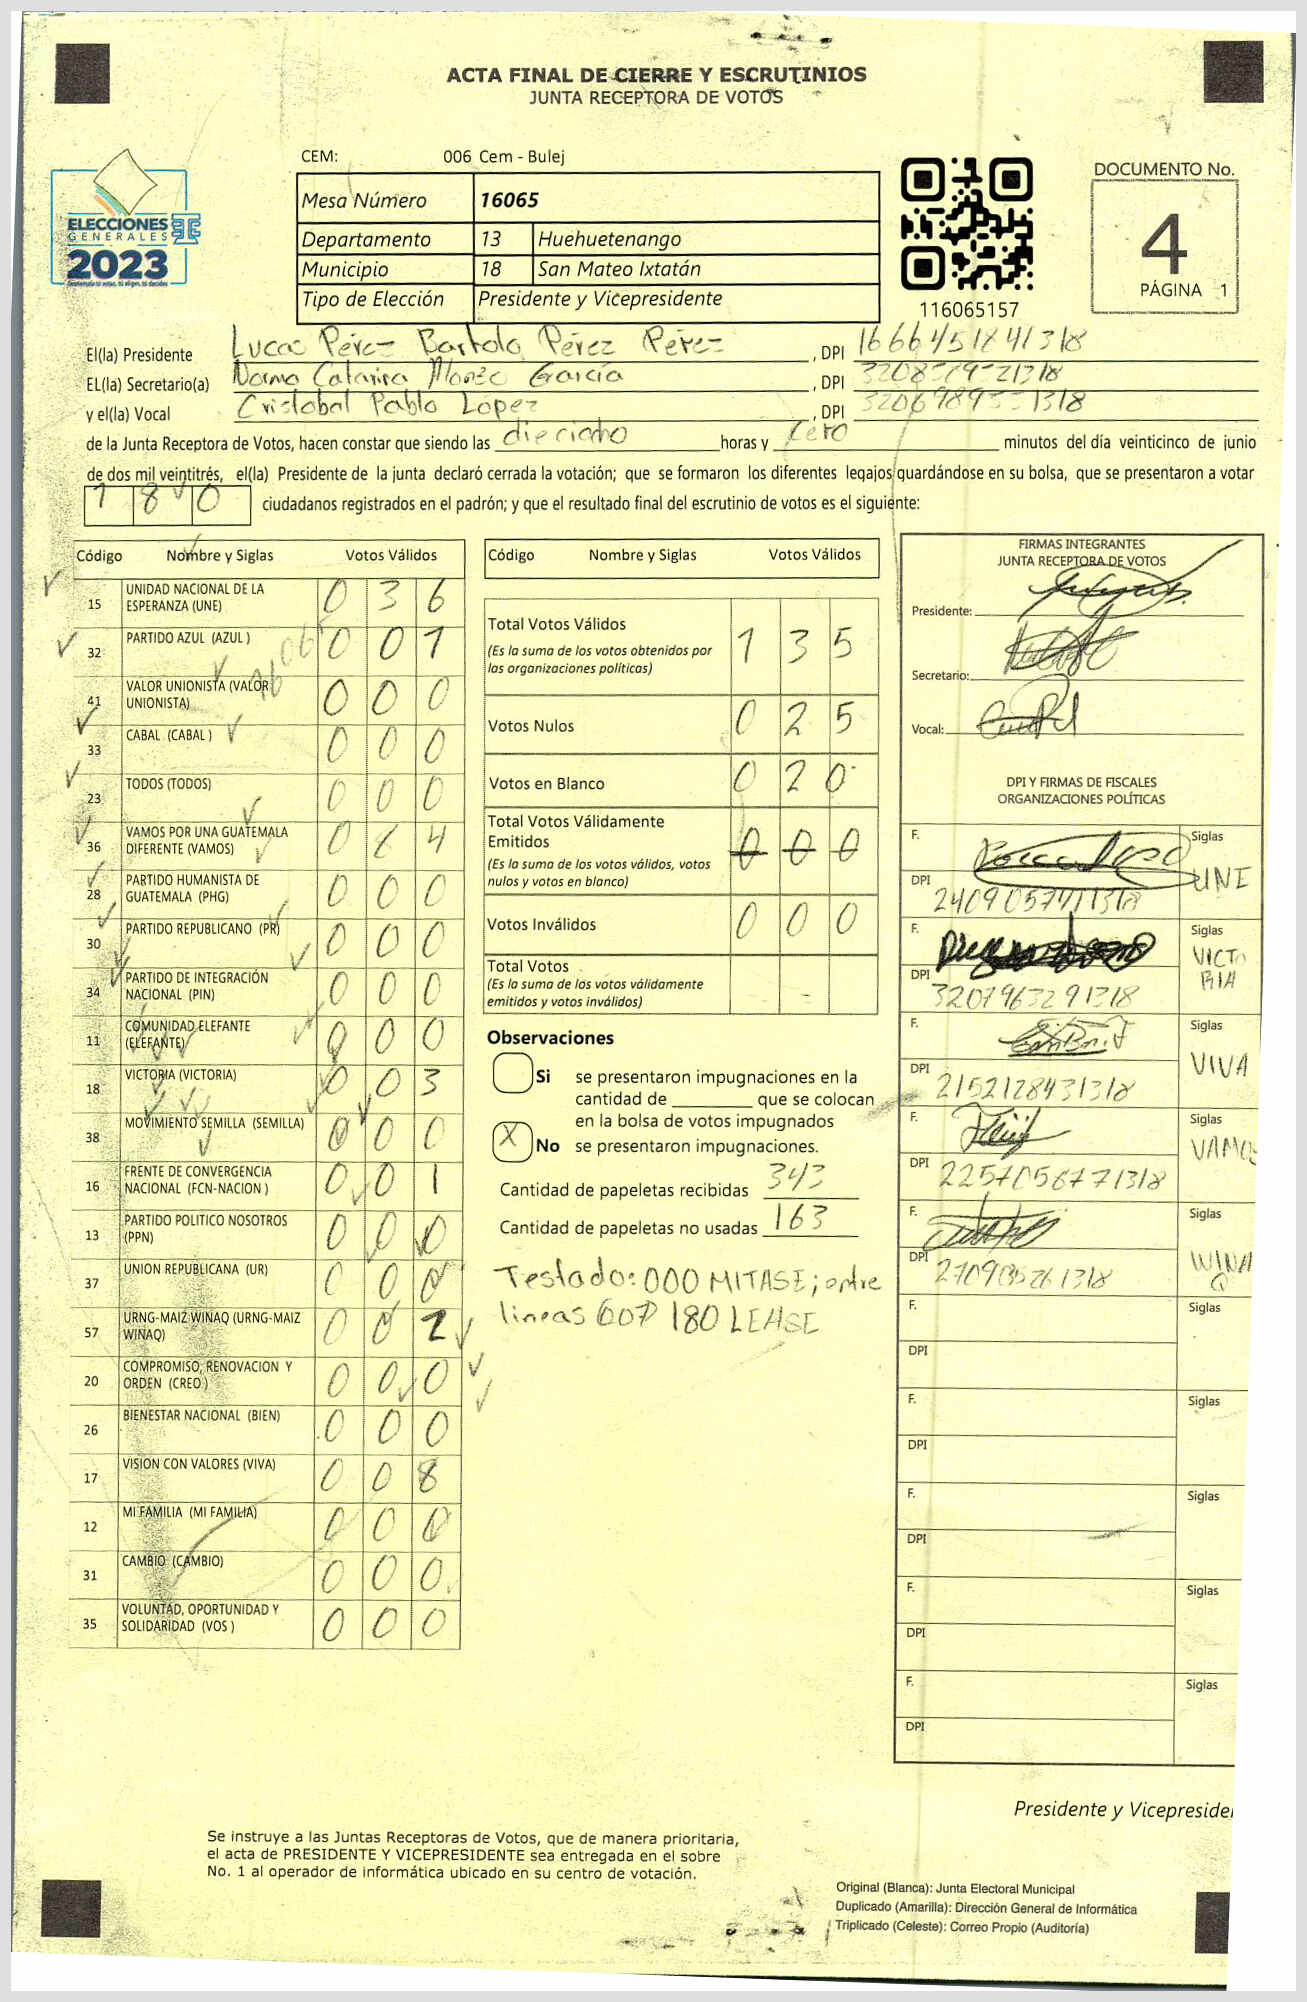 ACTA FINAL DE CIERRE Y ESCRUTINIOS
JUNTA RECEPTORA DE VOTOS
CEM: 006 Cem - Bulej
Mesa Número 16065
Departamento 13 Huehuetenango
Municipio 18 San Mateo Ixtatán
Tipo de Elección Presidente y Vicepresidente
ELECCIONES
GENERALES
2023
116065157
DOCUMENTO No.
4
PÁGINA 1
El(la) Presidente Lucas Pérez Bartolo Pérez Pérez, DPI 1666451841318
EL(la) Secretario(a) Norma Catarina Alonzo García, DPI
y el(la) Vocal Cristobal Pablo López, DPI
de la Junta Receptora de Votos, hacen constar que siendo las dieciocho horas y cero minutos del día veinticinco de junio
de dos mil veintitrés, el(la) Presidente de la junta declaró cerrada la votación; que se formaron los diferentes legajos guardándose en su bolsa, que se presentaron a votar
180 ciudadanos registrados en el padrón; y que el resultado final del escrutinio de votos es el siguiente:
Código Nombre y Siglas Votos Válidos
15 UNIDAD NACIONAL DE LA ESPERANZA (UNE) 0 3 6
32 PARTIDO AZUL (AZUL ) 0 0 1
16065
41 VALOR UNIONISTA (VALOR UNIONISTA) 0 0 0
33 CABAL (CABAL ) 0 0 0
23 TODOS (TODOS) 0 0 0
36 VAMOS POR UNA GUATEMALA DIFERENTE (VAMOS) 0 8 4
28 PARTIDO HUMANISTA DE GUATEMALA (PHG) 0 0 0
30 PARTIDO REPUBLICANO (PR) 0 0 0
34 PARTIDO DE INTEGRACIÓN NACIONAL (PIN) 0 0 0
11 COMUNIDAD ELEFANTE (ELEFANTE) 0 0 0
18 VICTORIA (VICTORIA) 0 0 3
38 MOVIMIENTO SEMILLA (SEMILLA) 0 0 0
16 FRENTE DE CONVERGENCIA NACIONAL (FCN-NACION ) 0 0 1
13 PARTIDO POLITICO NOSOTROS (PPN) 0 0 0
37 UNION REPUBLICANA (UR) 0 0 0
57 URNG-MAIZ WINAQ (URNG-MAIZ WINAQ) 0 0 2
20 COMPROMISO, RENOVACION Y ORDEN (CREO ) 0 0 0
26 BIENESTAR NACIONAL (BIEN) 0 0 0
17 VISION CON VALORES (VIVA) 0 0 8
12 MI FAMILIA (MI FAMILIA) 0 0 0
31 CAMBIO (CAMBIO) 0 0 0
35 VOLUNTAD, OPORTUNIDAD Y SOLIDARIDAD (VOS ) 0 0 0
Código Nombre y Siglas Votos Válidos
Total Votos Válidos 1 3 5
(Es la suma de los votos obtenidos por
las organizaciones políticas)
Votos Nulos 0 2 5
Votos en Blanco 0 2 0
Total Votos Válidamente
Emitidos 0 0 0
(Es la suma de los votos válidos, votos
nulos y votos en blanco)
Votos Inválidos 0 0 0
Total Votos
(Es la suma de los votos válidamente
emitidos y votos inválidos)
Observaciones
Si se presentaron impugnaciones en la
cantidad de que se colocan
en la bolsa de votos impugnados
X No se presentaron impugnaciones.
Cantidad de papeletas recibidas 343
Cantidad de papeletas no usadas 163
Testado: 000 MITASE; entre
lineas 180 LEASE
FIRMAS INTEGRANTES
JUNTA RECEPTORA DE VOTOS
Presidente:
Secretario:
Vocal:
DPI Y FIRMAS DE FISCALES
ORGANIZACIONES POLÍTICAS
F. Siglas UNE
DPI 2409057711318
F. Siglas VICTO
RIA
DPI 3207963291318
F. Siglas VIVA
DPI 2152128431318
F. Siglas VAMOS
DPI 2257056771318
F. Siglas WINA
Q
DPI
F. Siglas
DPI
F. Siglas
DPI
F. Siglas
DPI
F. Siglas
DPI
F. Siglas
DPI
Presidente y Vicepreside
Se instruye a las Juntas Receptoras de Votos, que de manera prioritaria,
el acta de PRESIDENTE Y VICEPRESIDENTE sea entregada en el sobre
No. 1 al operador de informática ubicado en su centro de votación.
Original (Blanca): Junta Electoral Municipal
Duplicado (Amarilla): Dirección General de Informática
Triplicado (Celeste): Correo Propio (Auditoría)